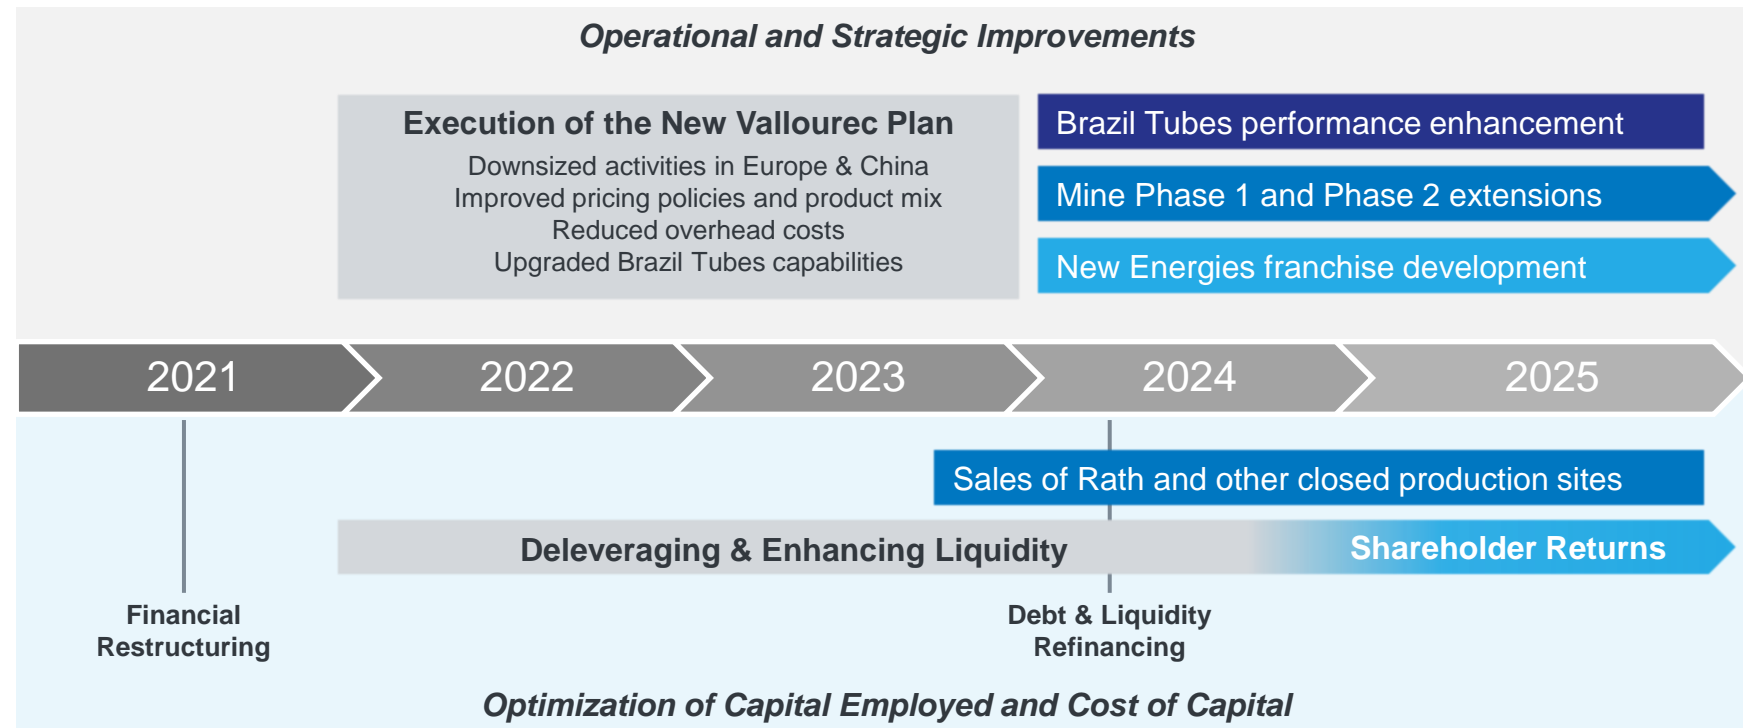 Operational and Strategic Improvements
Execution of the New Vallourec Plan
Downsized activities in Europe & China
Improved pricing policies and product mix
Reduced overhead costs
Upgraded Brazil Tubes capabilities
Brazil Tubes performance enhancement
Mine Phase 1 and Phase 2 extensions
New Energies franchise development
2021
2022
2023
2024
2025
Sales of Rath and other closed production sites
Deleveraging & Enhancing Liquidity
Shareholder Returns
Financial
Restructuring
Debt & Liquidity
Refinancing
Optimization of Capital Employed and Cost of Capital